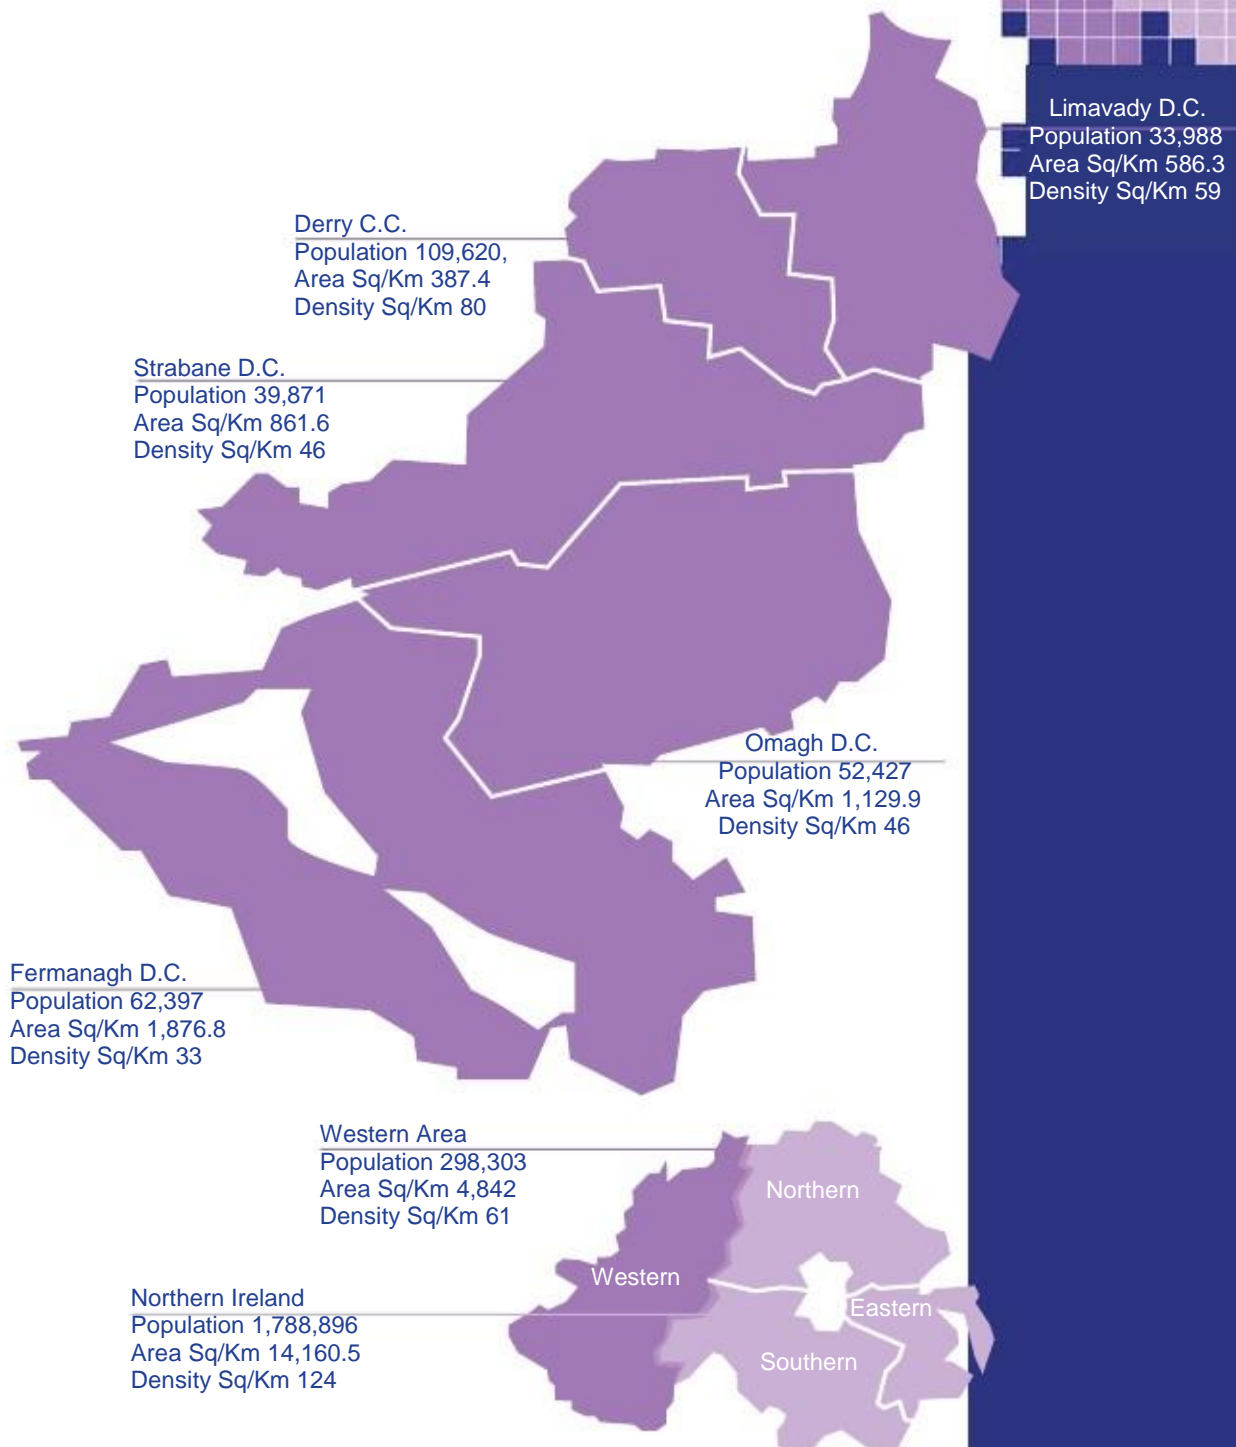 Limavady D.C.
Population 33,988
Area Sq/Km 586.3
Density Sq/Km 59
Derry C.C.
Population 109,620,
Area Sq/Km 387.4
Density Sq/Km 80
Strabane D.C.
Population 39,871
Area Sq/Km 861.6
Density Sq/Km 46
Omagh D.C.
Population 52,427
Area Sq/Km 1,129.9
Density Sq/Km 46
Fermanagh D.C.
Population 62,397
Area Sq/Km 1,876.8
Density Sq/Km 33
Western Area
Population 298,303
Area Sq/Km 4,842
Density Sq/Km 61
Northern
Western
Northern Ireland
Population 1,788,896
Area Sq/Km 14,160.5
Density Sq/Km 124
Eastern
Southern